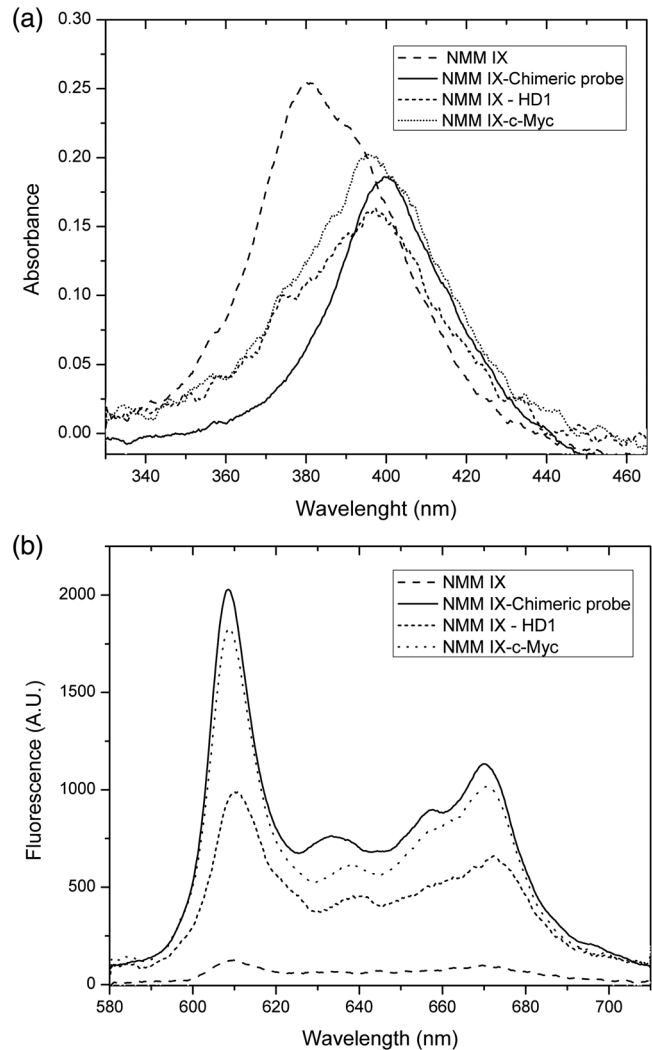 (a)
0.30
0.25
0.20
0.15
0.10
0.05
0.00
Absorbance
NMM IX
NMM IX-Chimeric probe
NMM IX - HD1
NMM IX-c-Myc
340 360 380 400 420 440 460
Wavelenght (nm)
(b)
2000
1500
1000
500
0
Fluorescence (A.U.)
NMM IX
NMM IX-Chimeric probe
NMM IX - HD1
NMM IX-c-Myc
580 600 620 640 660 680 700
Wavelength (nm)